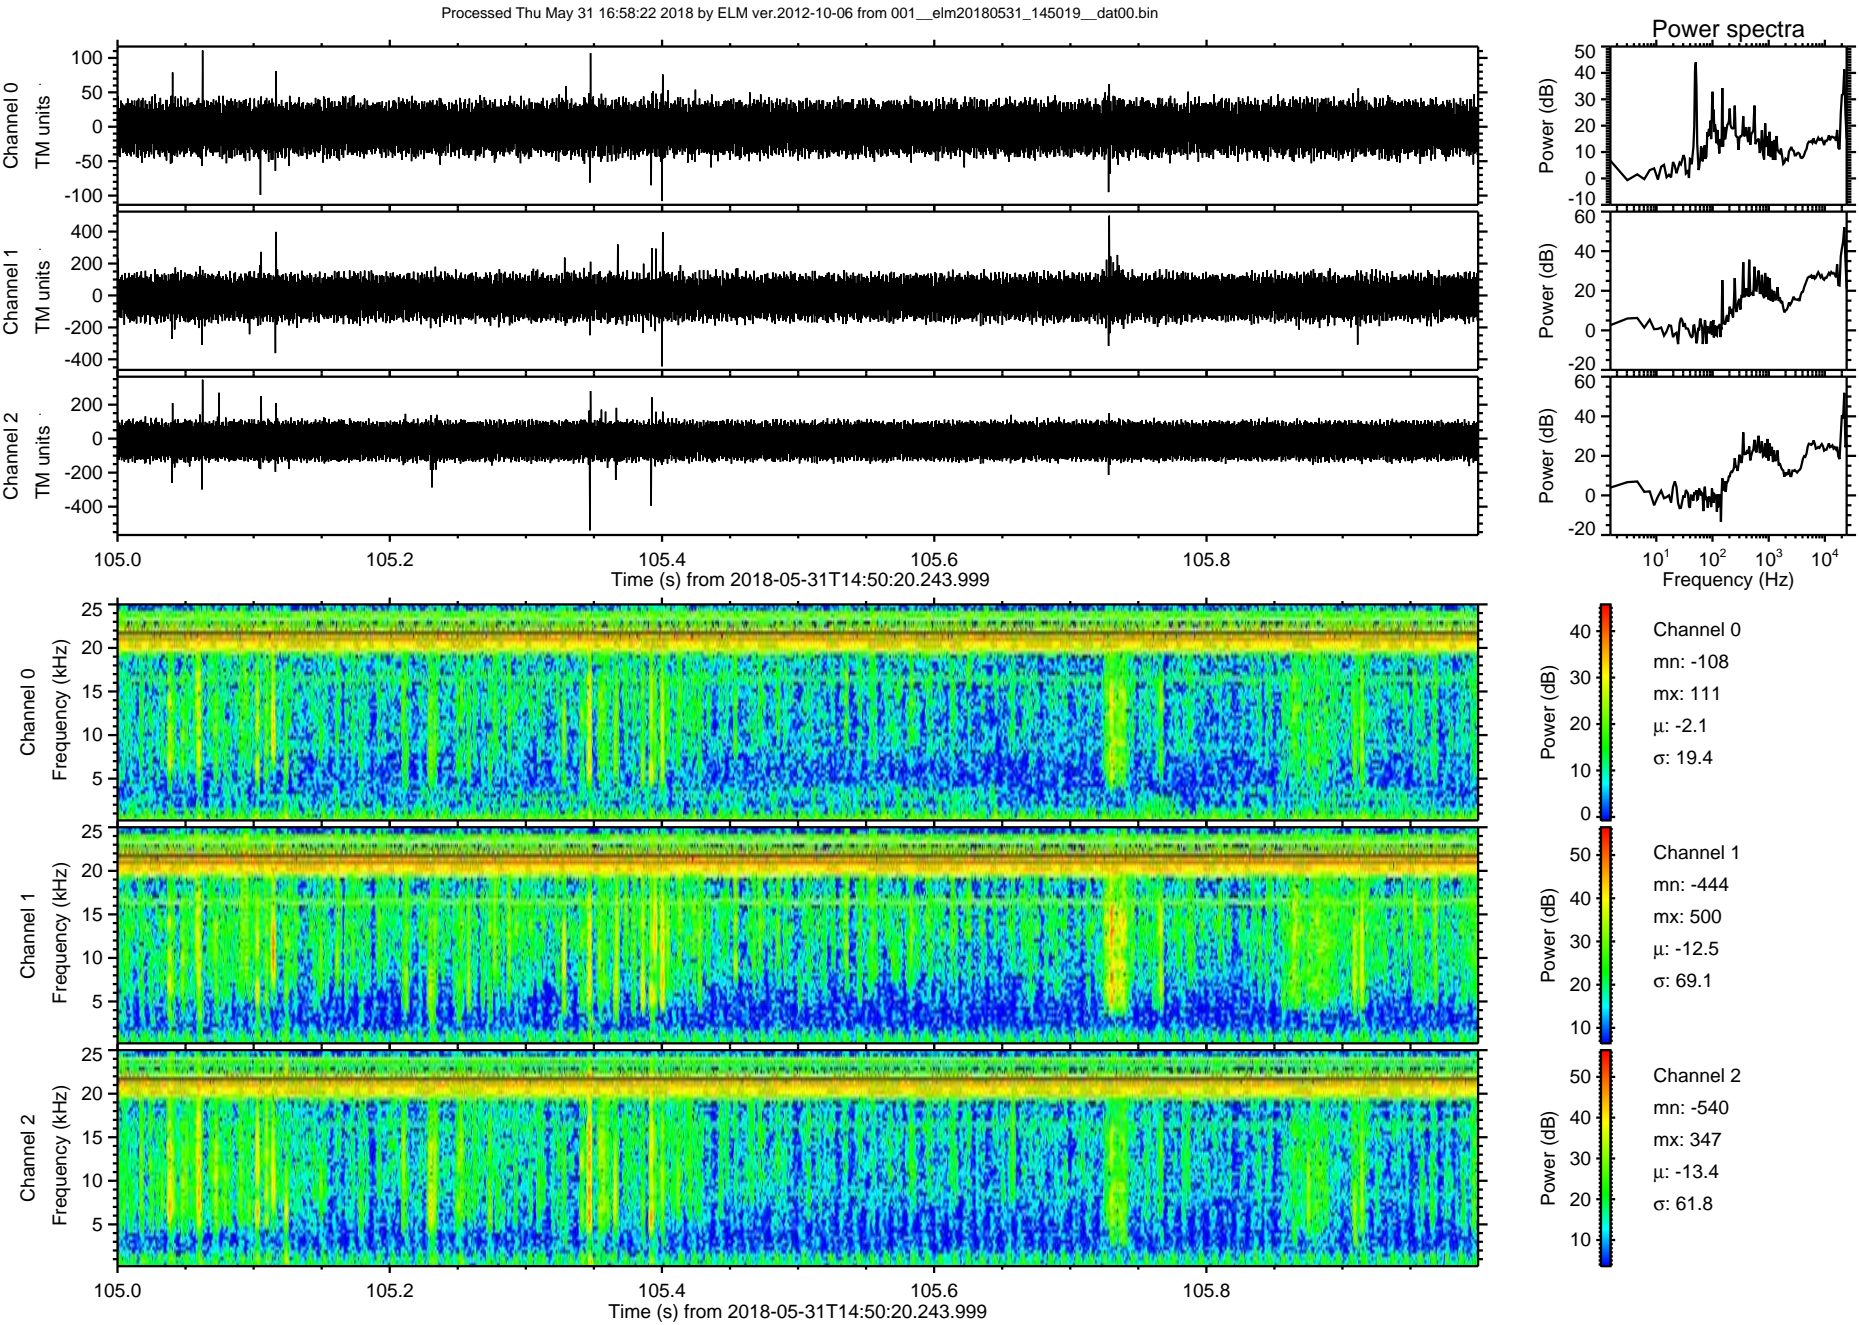 Processed Thu May 31 16:58:22 2018 by ELM ver.2012-10-06 from 001__elm20180531_145019__dat00.bin
Power spectra
Channel 0
TM units
100
50
0
-50
-100
Power (dB)
50
40
30
20
10
0
-10
Channel 1
TM units
400
200
0
-200
-400
Power (dB)
60
40
20
0
-20
Channel 2
TM units
200
0
-200
-400
Power (dB)
60
40
20
0
-20
105.0 105.2 105.4 105.6 105.8
Time (s) from 2018-05-31T14:50:20.243.999
10^1 10^2 10^3 10^4
Frequency (Hz)
Channel 0
Frequency (kHz)
25
20
15
10
5
Power (dB)
40
30
20
10
0
Channel 0
mn: -108
mx: 111
μ: -2.1
σ: 19.4
Channel 1
Frequency (kHz)
25
20
15
10
5
Power (dB)
50
40
30
20
10
Channel 1
mn: -444
mx: 500
μ: -12.5
σ: 69.1
Channel 2
Frequency (kHz)
25
20
15
10
5
Power (dB)
50
40
30
20
10
Channel 2
mn: -540
mx: 347
μ: -13.4
σ: 61.8
105.0 105.2 105.4 105.6 105.8
Time (s) from 2018-05-31T14:50:20.243.999